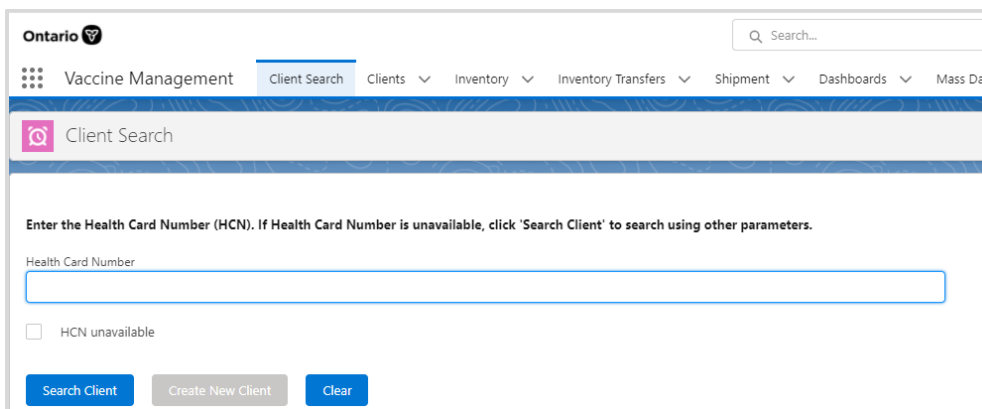 Ontario
Search...
Vaccine Management Client Search Clients Inventory Inventory Transfers Shipment Dashboards Mass Da
Client Search
Enter the Health Card Number (HCN). If Health Card Number is unavailable, click 'Search Client' to search using other parameters.
Health Card Number
HCN unavailable
Search Client Create New Client Clear